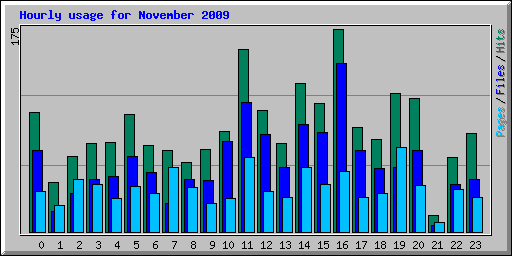 Hourly usage for November 2009
175
Pages/Files/Hits
0 1 2 3 4 5 6 7 8 9 10 11 12 13 14 15 16 17 18 19 20 21 22 23